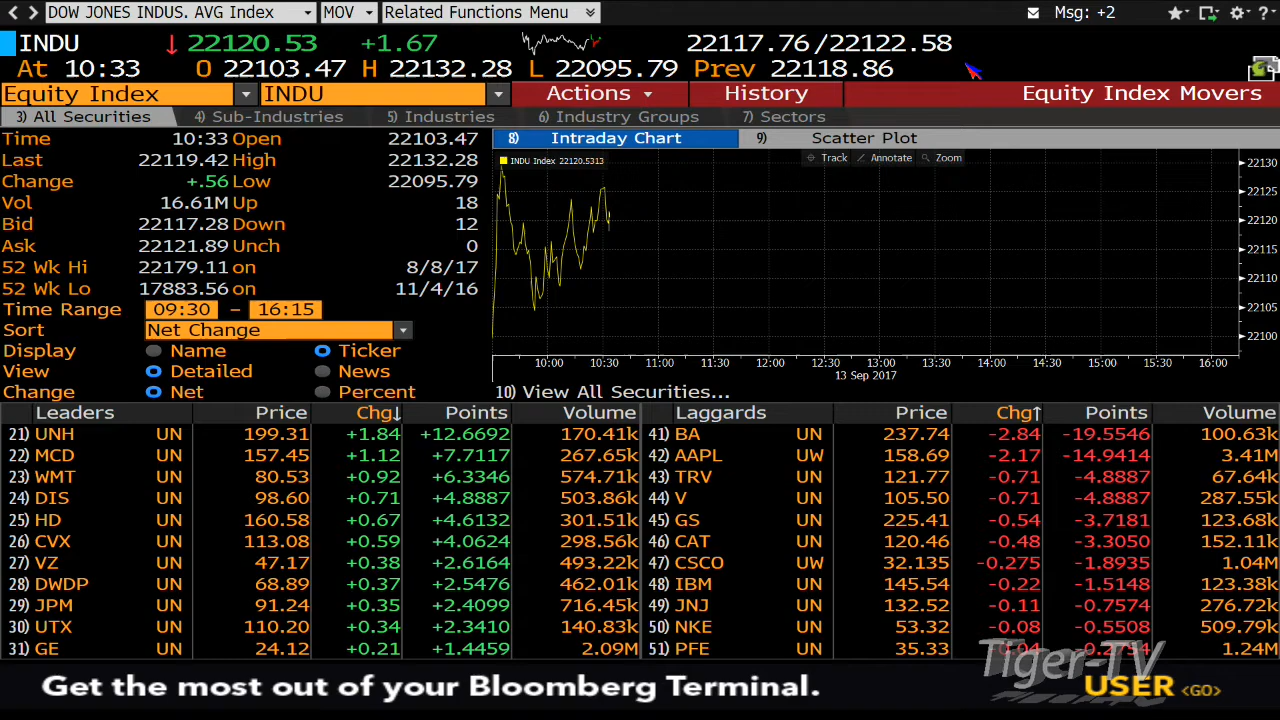 DOW JONES INDUS. AVG Index MOV Related Functions Menu Msg: +2
INDU 22120.53 +1.67 22117.76/22122.58
At 10:33 O 22103.47 H 22132.28 L 22095.79 Prev 22118.86
Equity Index INDU Actions History Equity Index Movers
3) All Securities 4) Sub-Industries 5) Industries 6) Industry Groups 7) Sectors
Time 10:33 Open 22103.47
Last 22119.42 High 22132.28
Change +.56 Low 22095.79
Vol 16.61M Up 18
Bid 22117.28 Down 12
Ask 22121.89 Unch 0
52 Wk Hi 22179.11 on 8/8/17
52 Wk Lo 17883.56 on 11/4/16
Time Range 09:30 - 16:15
Sort Net Change
Display Name Ticker
View Detailed News
Change Net Percent
8) Intraday Chart 9) Scatter Plot
INDU Index 22120.5313 Track Annotate Zoom
22130
22125
22120
22115
22110
22105
22100
10:00 10:30 11:00 11:30 12:00 12:30 13:00 13:30 14:00 14:30 15:00 15:30 16:00
13 Sep 2017
10) View All Securities...
Leaders Price Chg↓ Points Volume Laggards Price Chg↑ Points Volume
21) UNH UN 199.31 +1.84 +12.6692 170.41k 41) BA UN 237.74 -2.84 -19.5546 100.63k
22) MCD UN 157.45 +1.12 +7.7117 267.65k 42) AAPL UW 158.69 -2.17 -14.9414 3.41M
23) WMT UN 80.53 +0.92 +6.3346 574.71k 43) TRV UN 121.77 -0.71 -4.8887 67.64k
24) DIS UN 98.60 +0.71 +4.8887 503.86k 44) V UN 105.50 -0.71 -4.8887 287.55k
25) HD UN 160.58 +0.67 +4.6132 301.51k 45) GS UN 225.41 -0.54 -3.7181 123.68k
26) CVX UN 113.08 +0.59 +4.0624 298.56k 46) CAT UN 120.46 -0.48 -3.3050 152.11k
27) VZ UN 47.17 +0.38 +2.6164 493.22k 47) CSCO UW 32.135 -0.275 -1.8935 1.04M
28) DWDP UN 68.89 +0.37 +2.5476 462.01k 48) IBM UN 145.54 -0.22 -1.5148 123.38k
29) JPM UN 91.24 +0.35 +2.4099 716.45k 49) JNJ UN 132.52 -0.11 -0.7574 276.72k
30) UTX UN 110.20 +0.34 +2.3410 140.83k 50) NKE UN 53.32 -0.08 -0.5508 509.79k
31) GE UN 24.12 +0.21 +1.4459 2.09M 51) PFE UN 35.33 -0.04 -0.2754 1.24M
Tiger-TV
Get the most out of your Bloomberg Terminal. USER <GO>